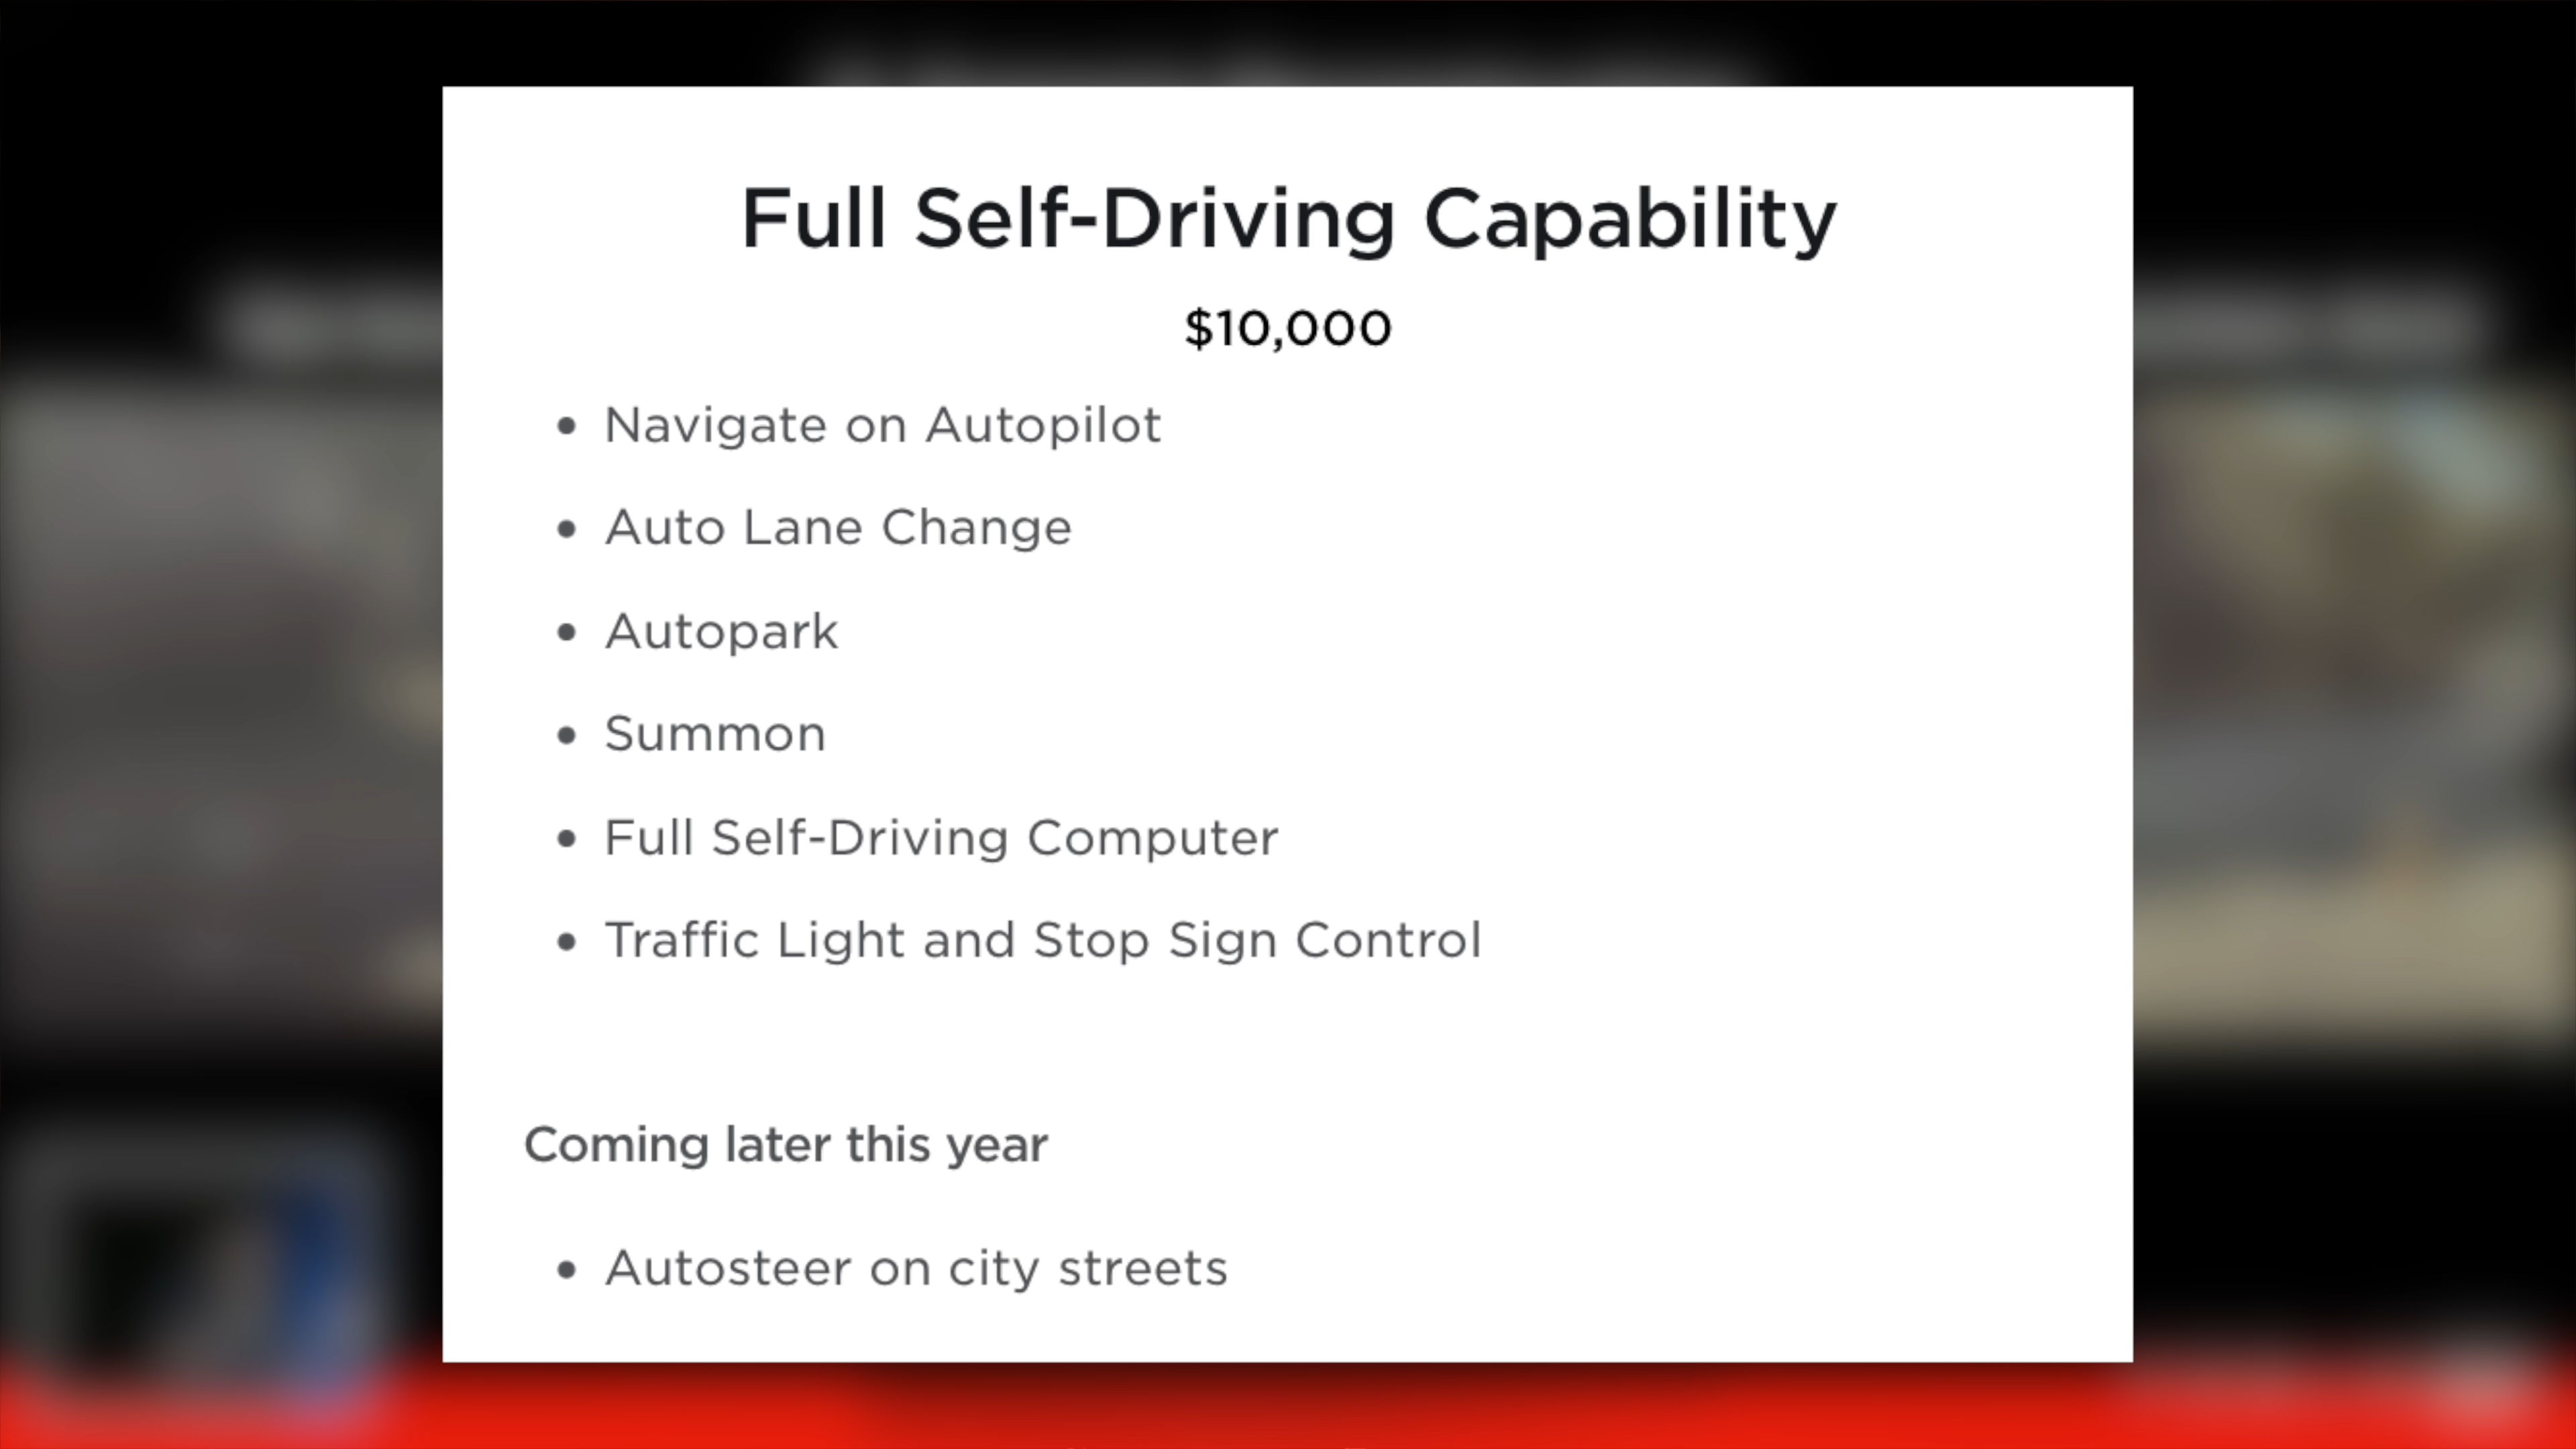 Full Self-Driving Capability
$10,000
• Navigate on Autopilot
• Auto Lane Change
• Autopark
• Summon
• Full Self-Driving Computer
• Traffic Light and Stop Sign Control
Coming later this year
• Autosteer on city streets